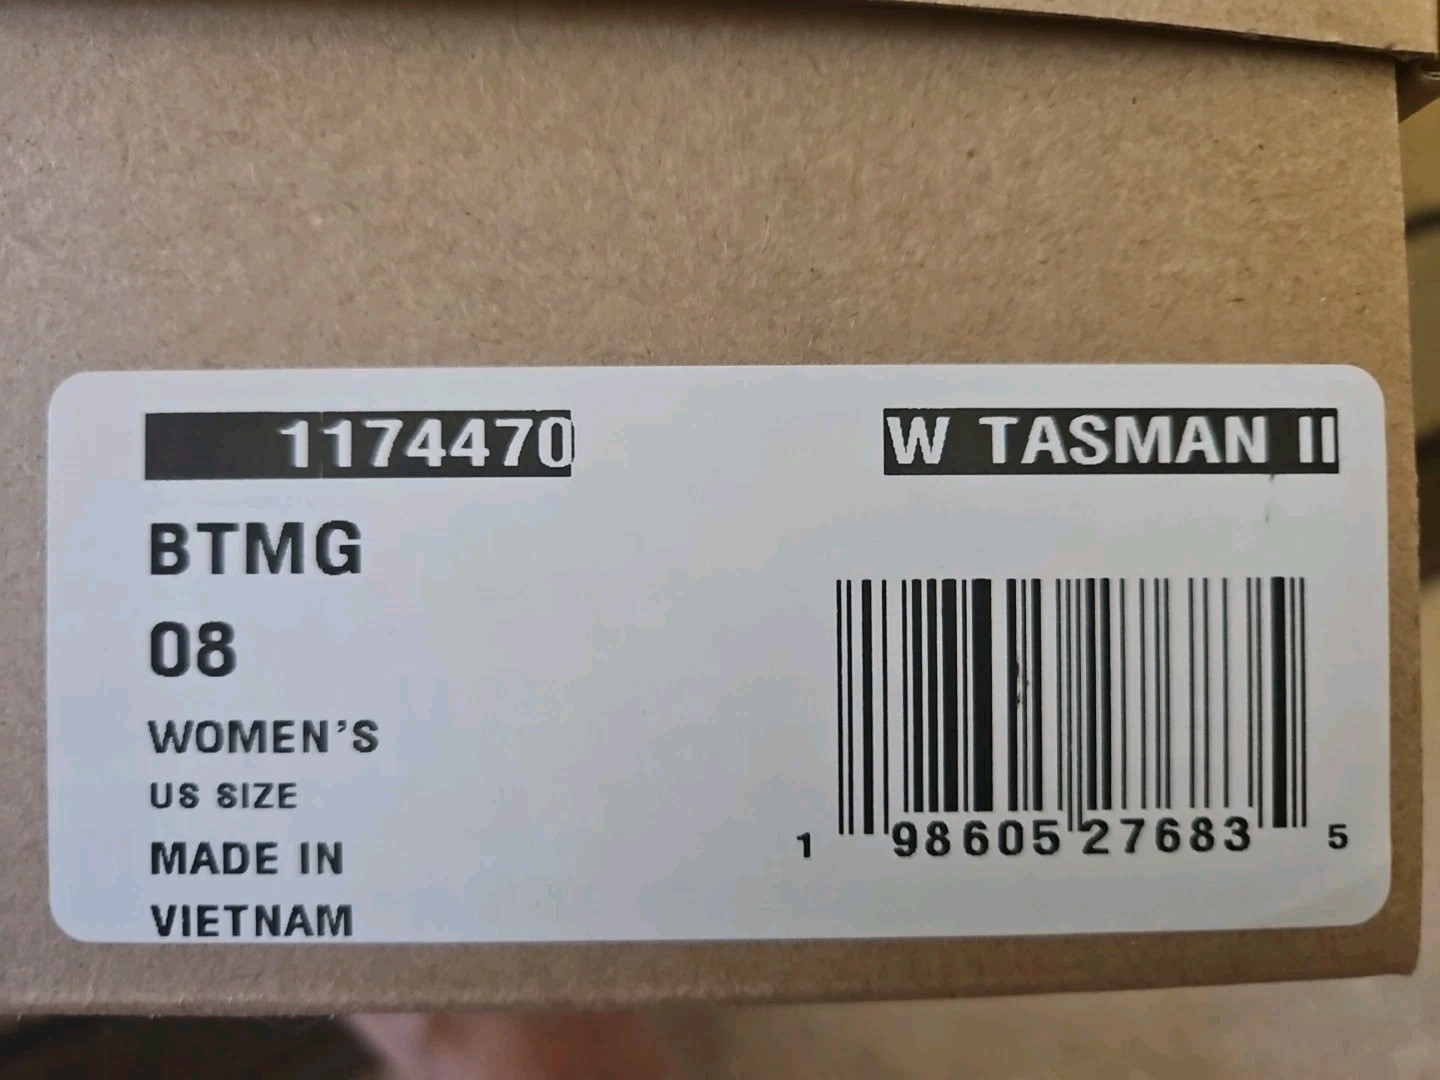 1174470
W TASMAN II
BTMG
08
WOMEN'S
US SIZE
MADE IN
VIETNAM
1 98605 27683 5